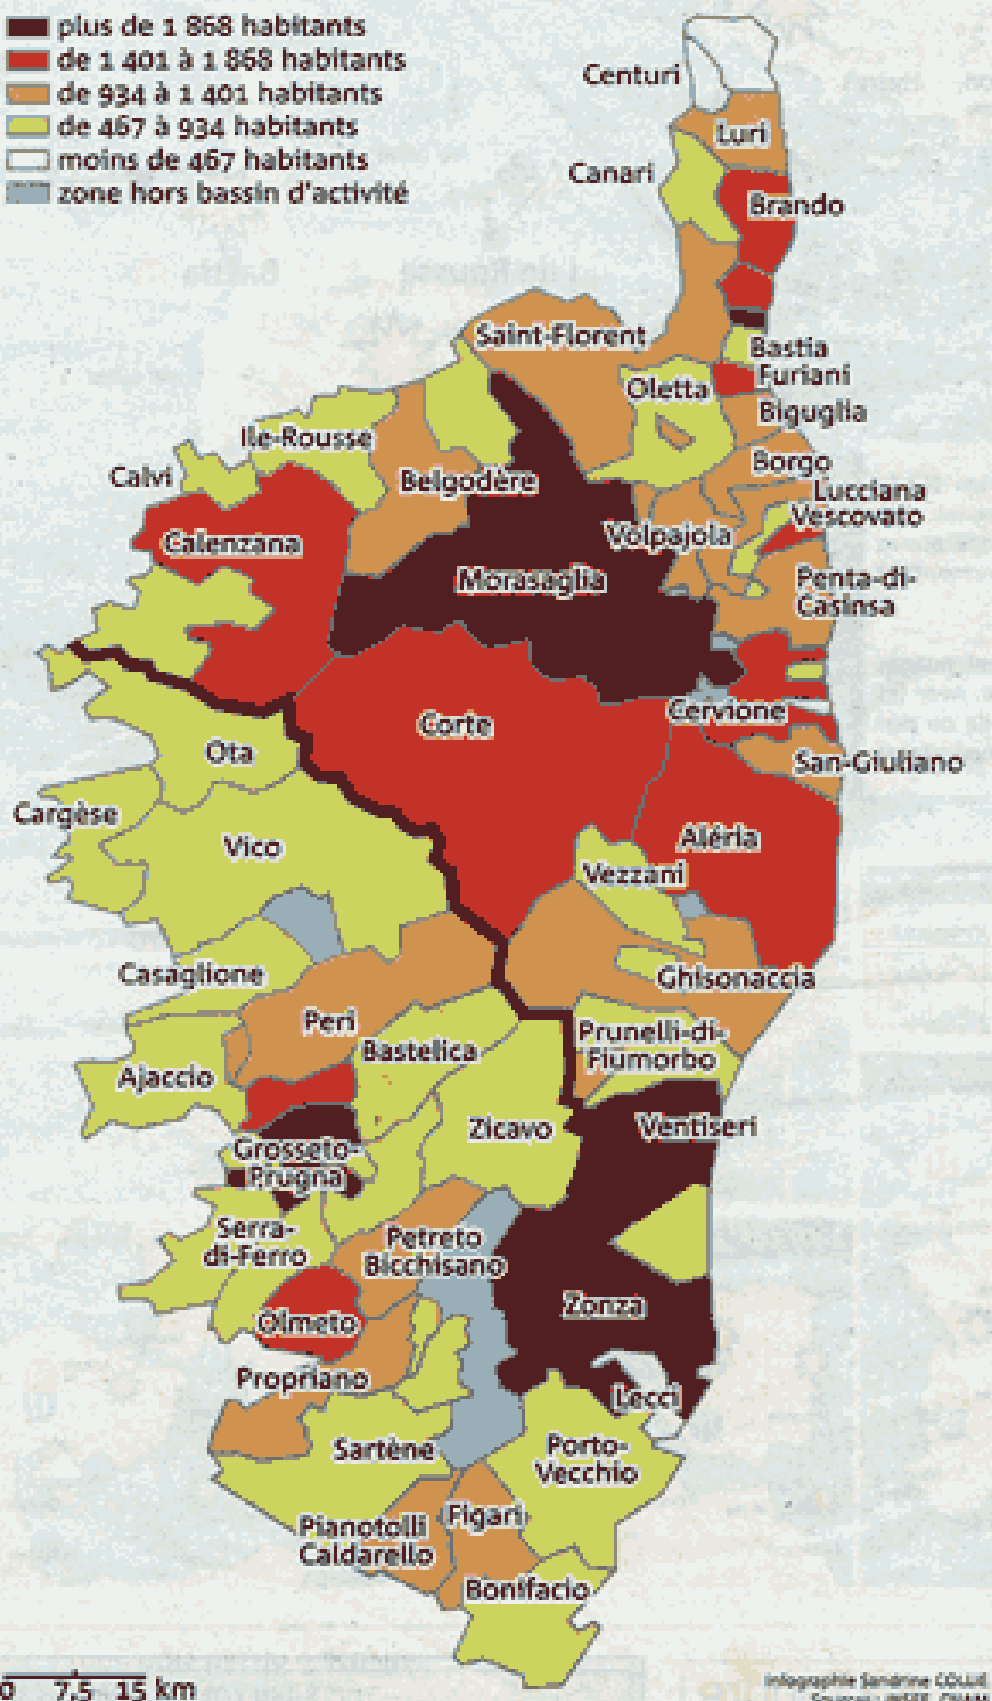 plus de 1 868 habitants
de 1 401 à 1 868 habitants
de 934 à 1 401 habitants
de 467 à 934 habitants
moins de 467 habitants
zone hors bassin d'activité
Centuri
Luri
Canari
Brando
Saint-Florent
Bastia
Furiani
Oletta
Biguglia
Ile-Rousse
Borgo
Calvi
Belgodère
Lucciana
Vescovato
Volpajola
Calenzana
Morasaglia
Penta-di-
Casinsa
Cervione
Corte
Ota
San-Giuliano
Cargèse
Aléria
Vico
Vezzani
Casaglione
Ghisonaccia
Peri
Prunelli-di-
Fiumorbo
Bastelica
Ajaccio
Zicavo
Ventiseri
Grosseto-
Prugna
Serra-
di-Ferro
Petreto
Bicchisano
Zonza
Olmeto
Propriano
Lecci
Sartène
Porto-
Vecchio
Figari
Pianotolli
Caldarello
Bonifacio
0 7,5 15 km
Infographie Sandrine
Sources : INSEE,